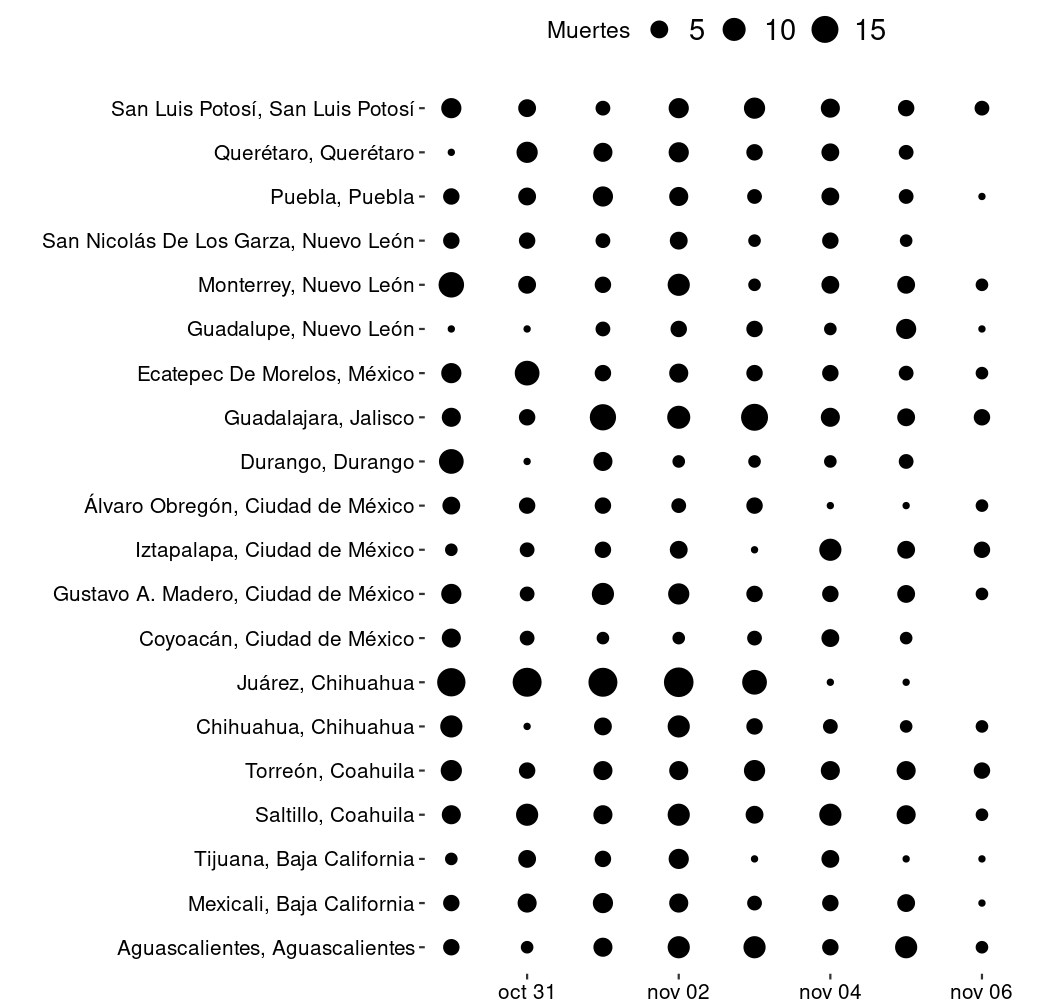 Muertes 5 10 15
San Luis Potosí, San Luis Potosí
Querétaro, Querétaro
Puebla, Puebla
San Nicolás De Los Garza, Nuevo León
Monterrey, Nuevo León
Guadalupe, Nuevo León
Ecatepec De Morelos, México
Guadalajara, Jalisco
Durango, Durango
Álvaro Obregón, Ciudad de México
Iztapalapa, Ciudad de México
Gustavo A. Madero, Ciudad de México
Coyoacán, Ciudad de México
Juárez, Chihuahua
Chihuahua, Chihuahua
Torreón, Coahuila
Saltillo, Coahuila
Tijuana, Baja California
Mexicali, Baja California
Aguascalientes, Aguascalientes
oct 31 nov 02 nov 04 nov 06